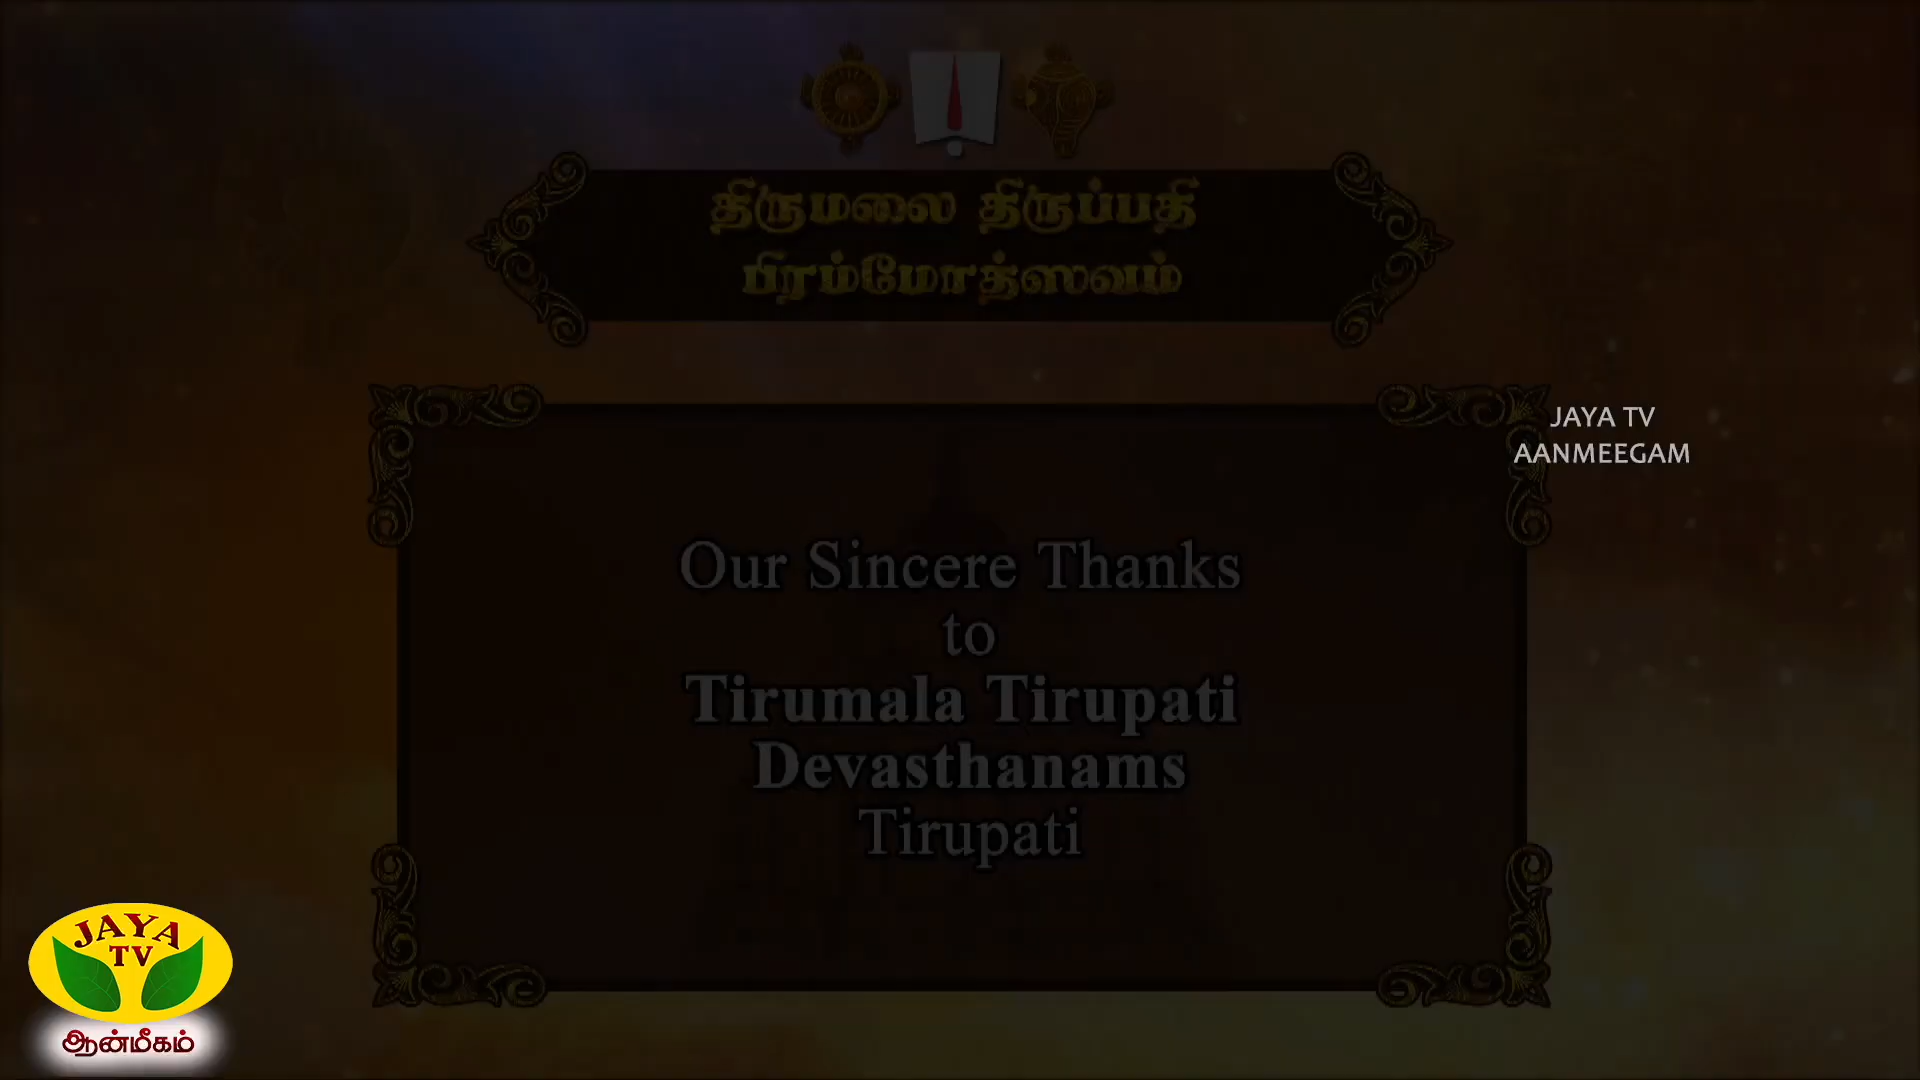 திருமலை திருப்பதி
பிரம்மோத்ஸவம்
JAYA TV
AANMEEGAM
Our Sincere Thanks
to
Tirumala Tirupati
Devasthanams
Tirupati
JAYA
TV
ஆன்மீகம்